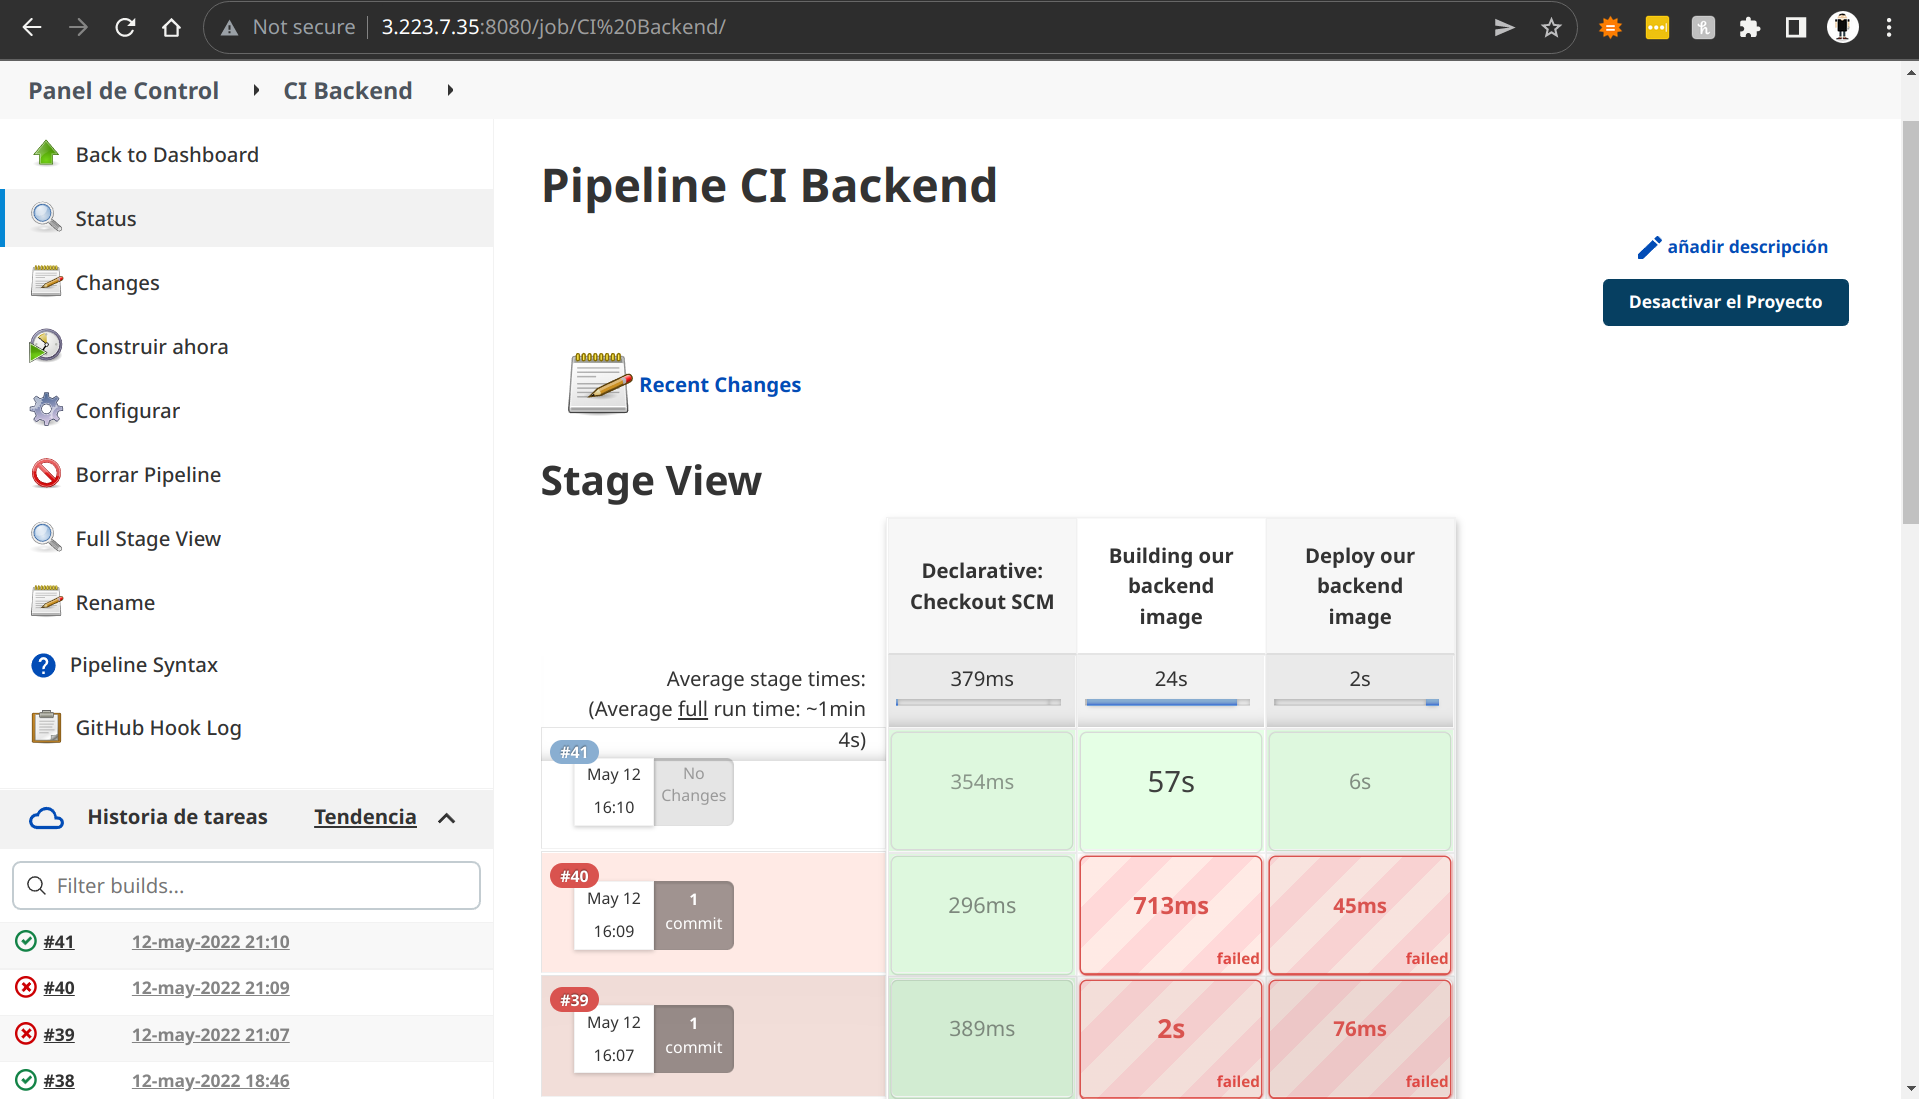 Not secure
3.223.7.35:8080/job/CI%20Backend/
Panel de Control
CI Backend
Back to Dashboard
Status
Changes
Construir ahora
Configurar
Borrar Pipeline
Full Stage View
Rename
Pipeline Syntax
GitHub Hook Log
Historia de tareas Tendencia
Filter builds...
#41 12-may-2022 21:10
#40 12-may-2022 21:09
#39 12-may-2022 21:07
#38 12-may-2022 18:46
Pipeline CI Backend
añadir descripción
Desactivar el Proyecto
Recent Changes
Stage View
Declarative:
Checkout SCM
Building our
backend
image
Deploy our
backend
image
Average stage times:
(Average full run time: ~1min
4s)
379ms
24s
2s
#41
May 12
16:10
No
Changes
354ms
57s
6s
#40
May 12
16:09
1
commit
296ms
713ms
failed
45ms
failed
#39
May 12
16:07
1
commit
389ms
2s
failed
76ms
failed